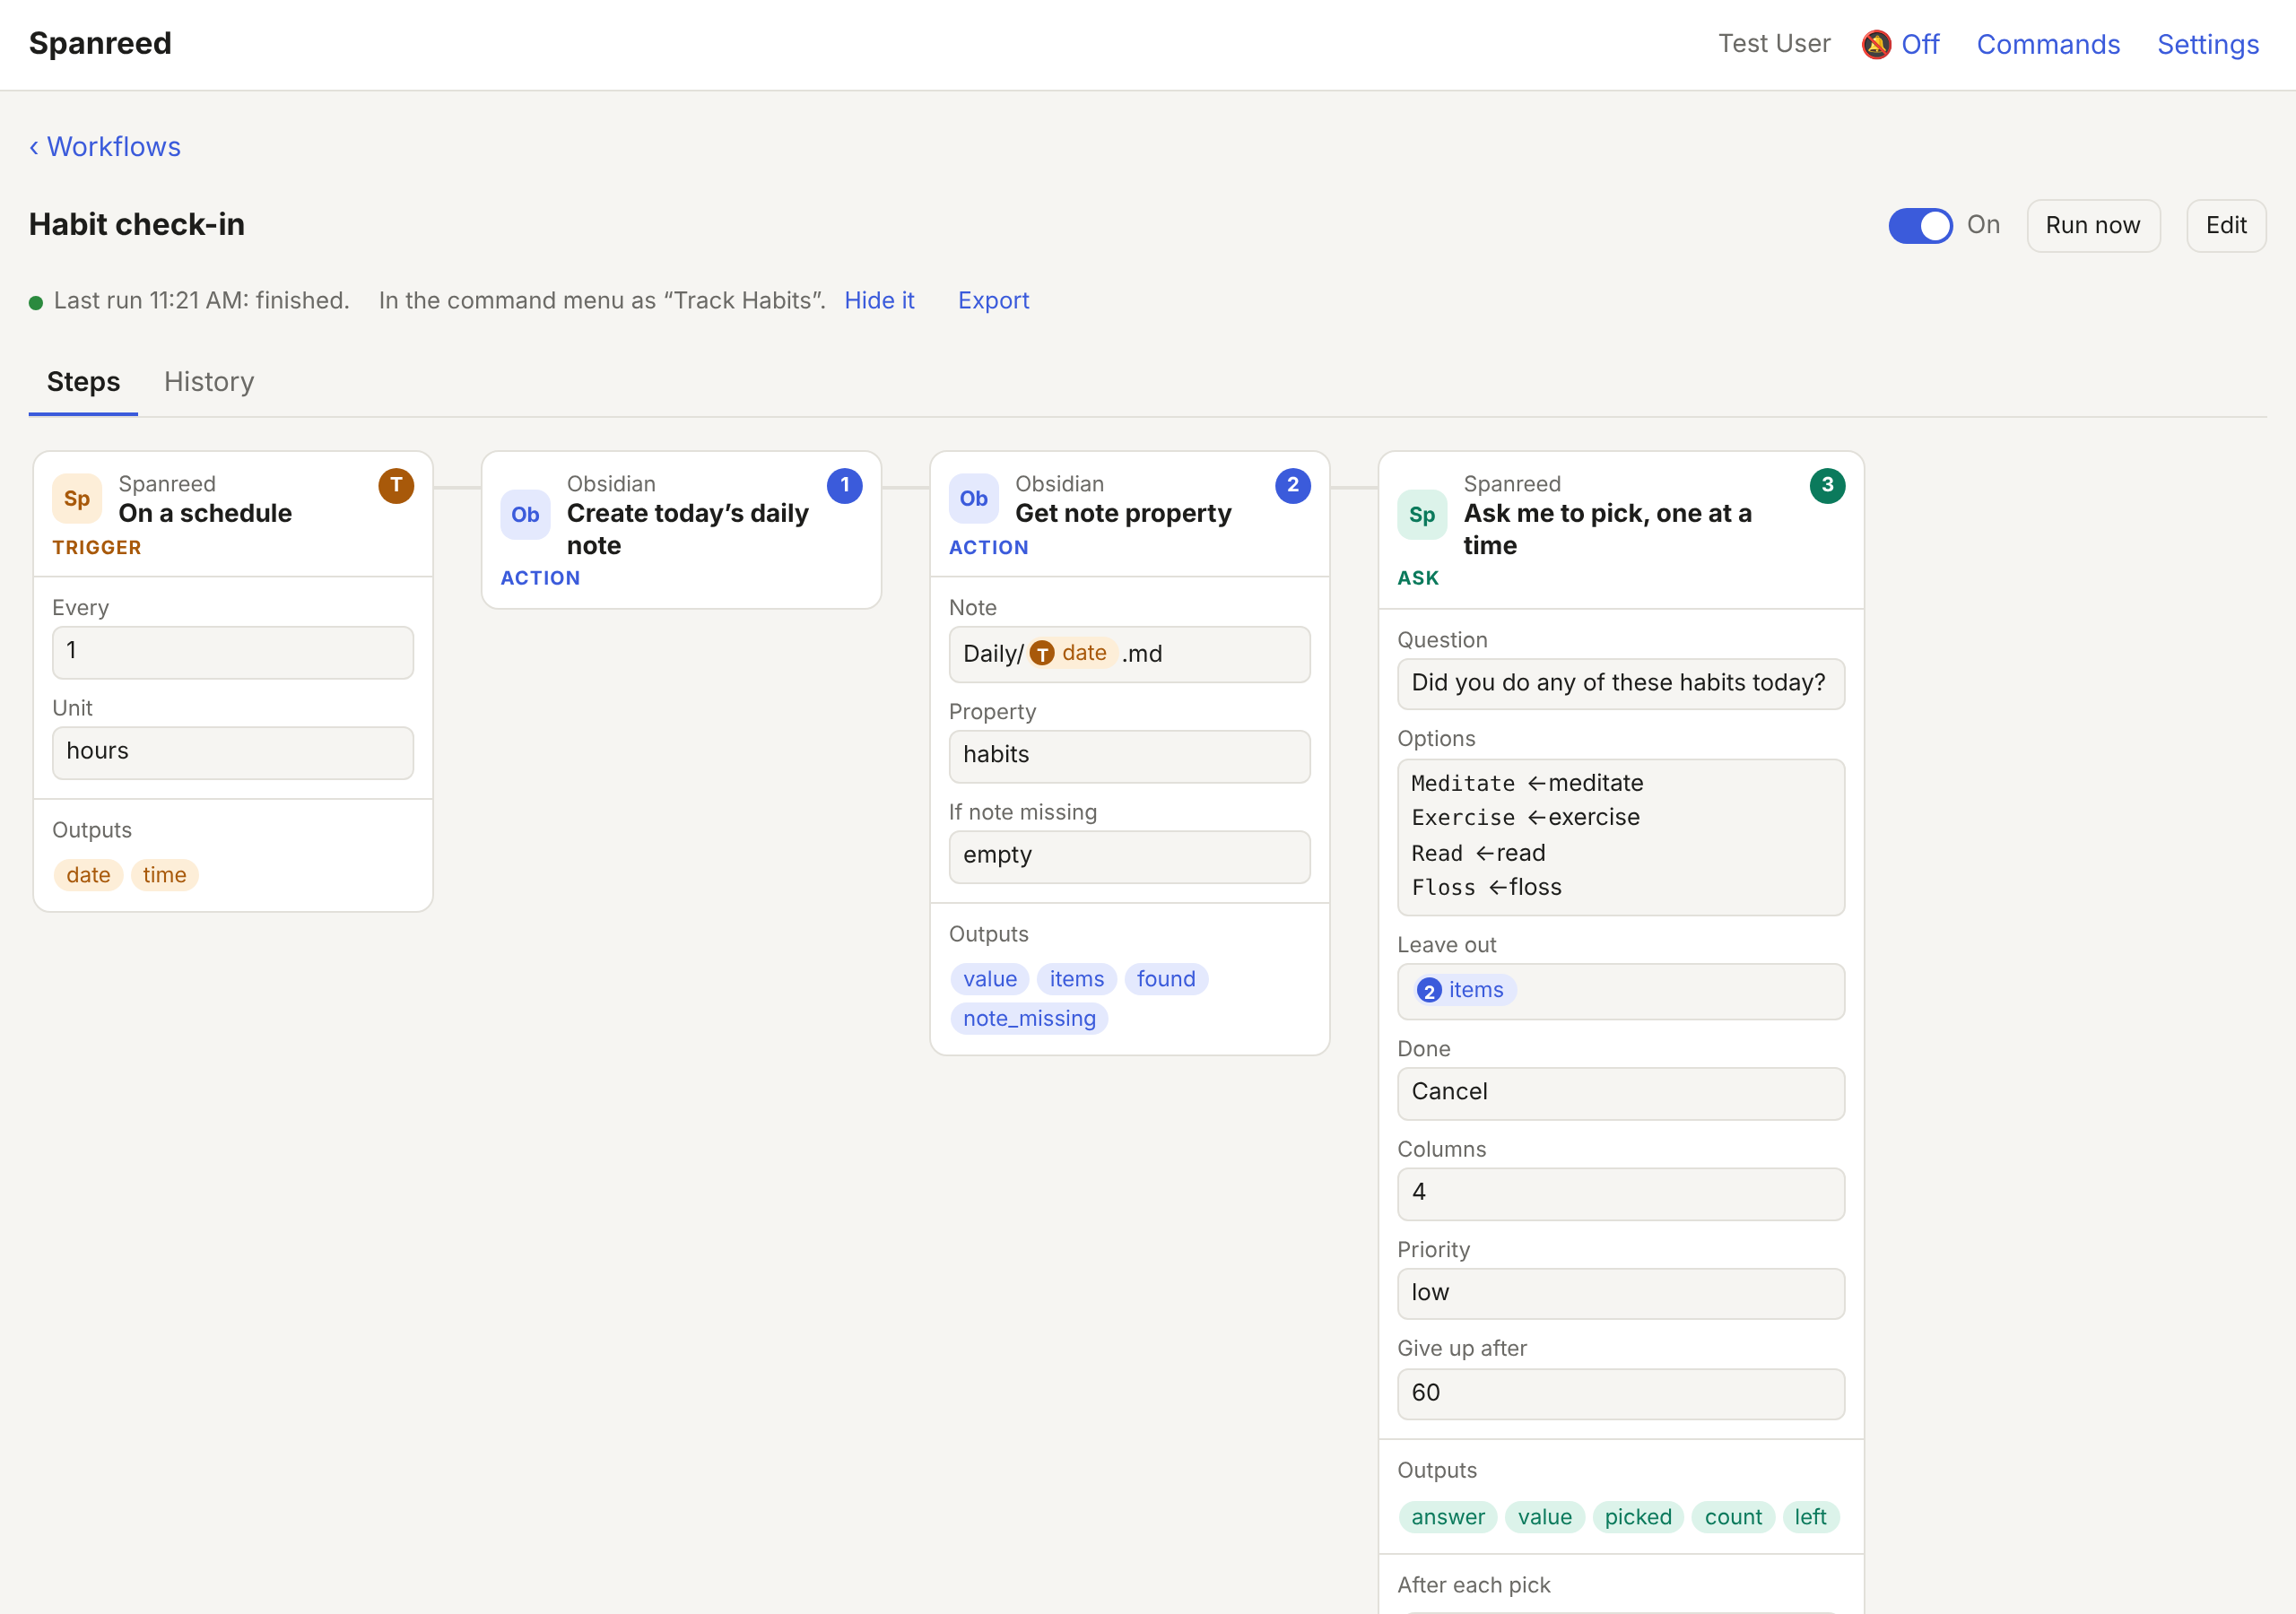 Spanreed
Test User 🔕 Off Commands Settings
‹ Workflows
Habit check-in
On Run now Edit
Last run 11:21 AM: finished. In the command menu as “Track Habits”. Hide it Export
Steps History
Sp Spanreed T
On a schedule
TRIGGER
Every
1
Unit
hours
Outputs
date time
Ob Obsidian 1
Create today’s daily
note
ACTION
Ob Obsidian 2
Get note property
ACTION
Note
Daily/ T date .md
Property
habits
If note missing
empty
Outputs
value items found
note_missing
Sp Spanreed 3
Ask me to pick, one at a
time
ASK
Question
Did you do any of these habits today?
Options
Meditate ←meditate
Exercise ←exercise
Read ←read
Floss ←floss
Leave out
2 items
Done
Cancel
Columns
4
Priority
low
Give up after
60
Outputs
answer value picked count left
After each pick